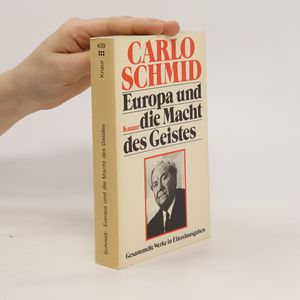 CARLO
SCHMID
Europa und
Knaur die Macht
des Geistes
Gesammelte Werke in Einzelausgaben
439
Knaur
Schmid: Europa und die Macht des Geistes